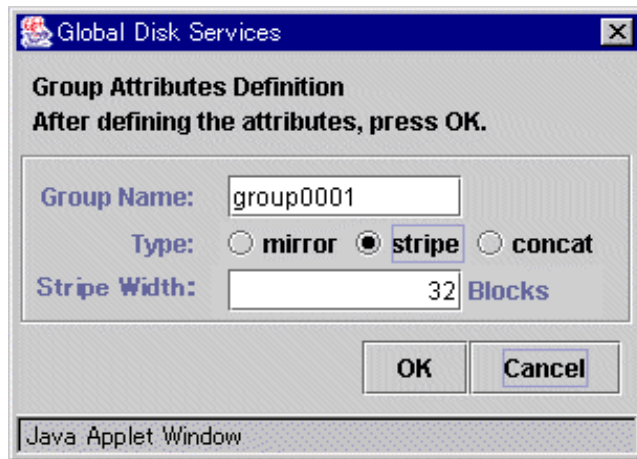 Global Disk Services
Group Attributes Definition
After defining the attributes, press OK.
Group Name: group0001
Type: mirror stripe concat
Stripe Width: 32 Blocks
OK Cancel
Java Applet Window